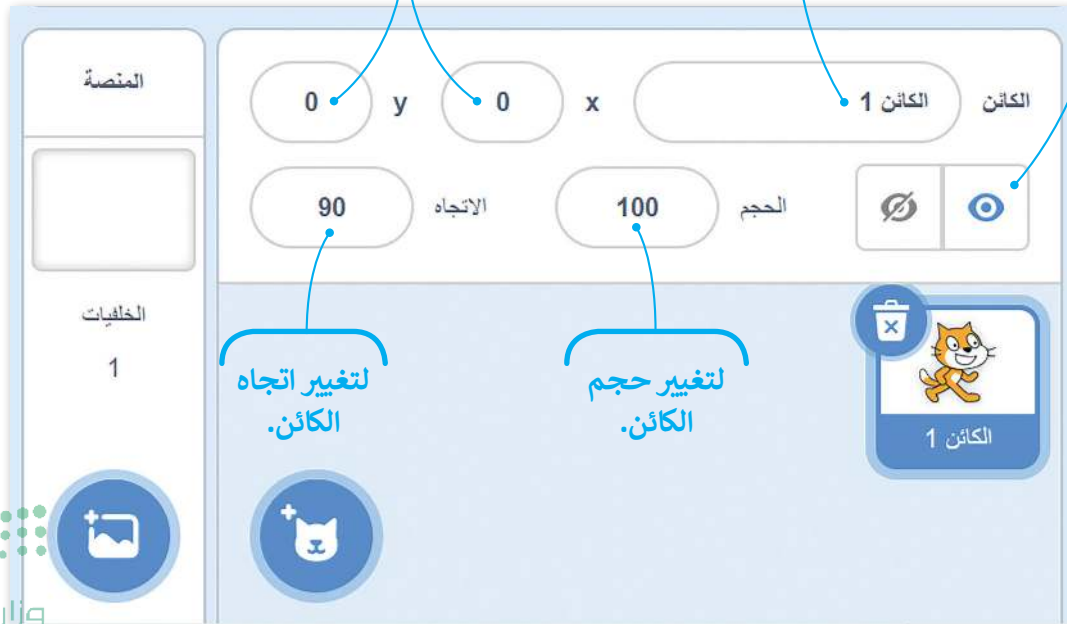 الكائن الكائن 1 x 0 y 0
الحجم 100 الاتجاه 90
لتغيير حجم
الكائن.
لتغيير اتجاه
الكائن.
الكائن 1
المنصة
الخلفيات
1